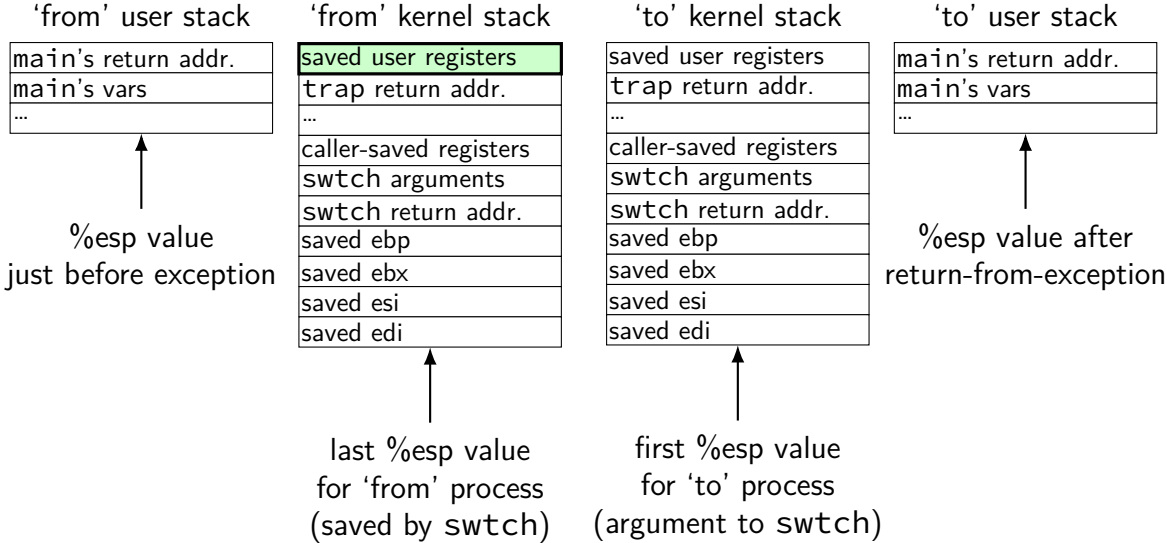 ‘from’ user stack
main's return addr.
main's vars
...
%esp value
just before exception
‘from’ kernel stack
saved user registers
trap return addr.
...
caller-saved registers
swtch arguments
swtch return addr.
saved ebp
saved ebx
saved esi
saved edi
last %esp value
for ‘from’ process
(saved by swtch)
‘to’ kernel stack
saved user registers
trap return addr.
...
caller-saved registers
swtch arguments
swtch return addr.
saved ebp
saved ebx
saved esi
saved edi
first %esp value
for ‘to’ process
(argument to swtch)
‘to’ user stack
main's return addr.
main's vars
...
%esp value after
return-from-exception